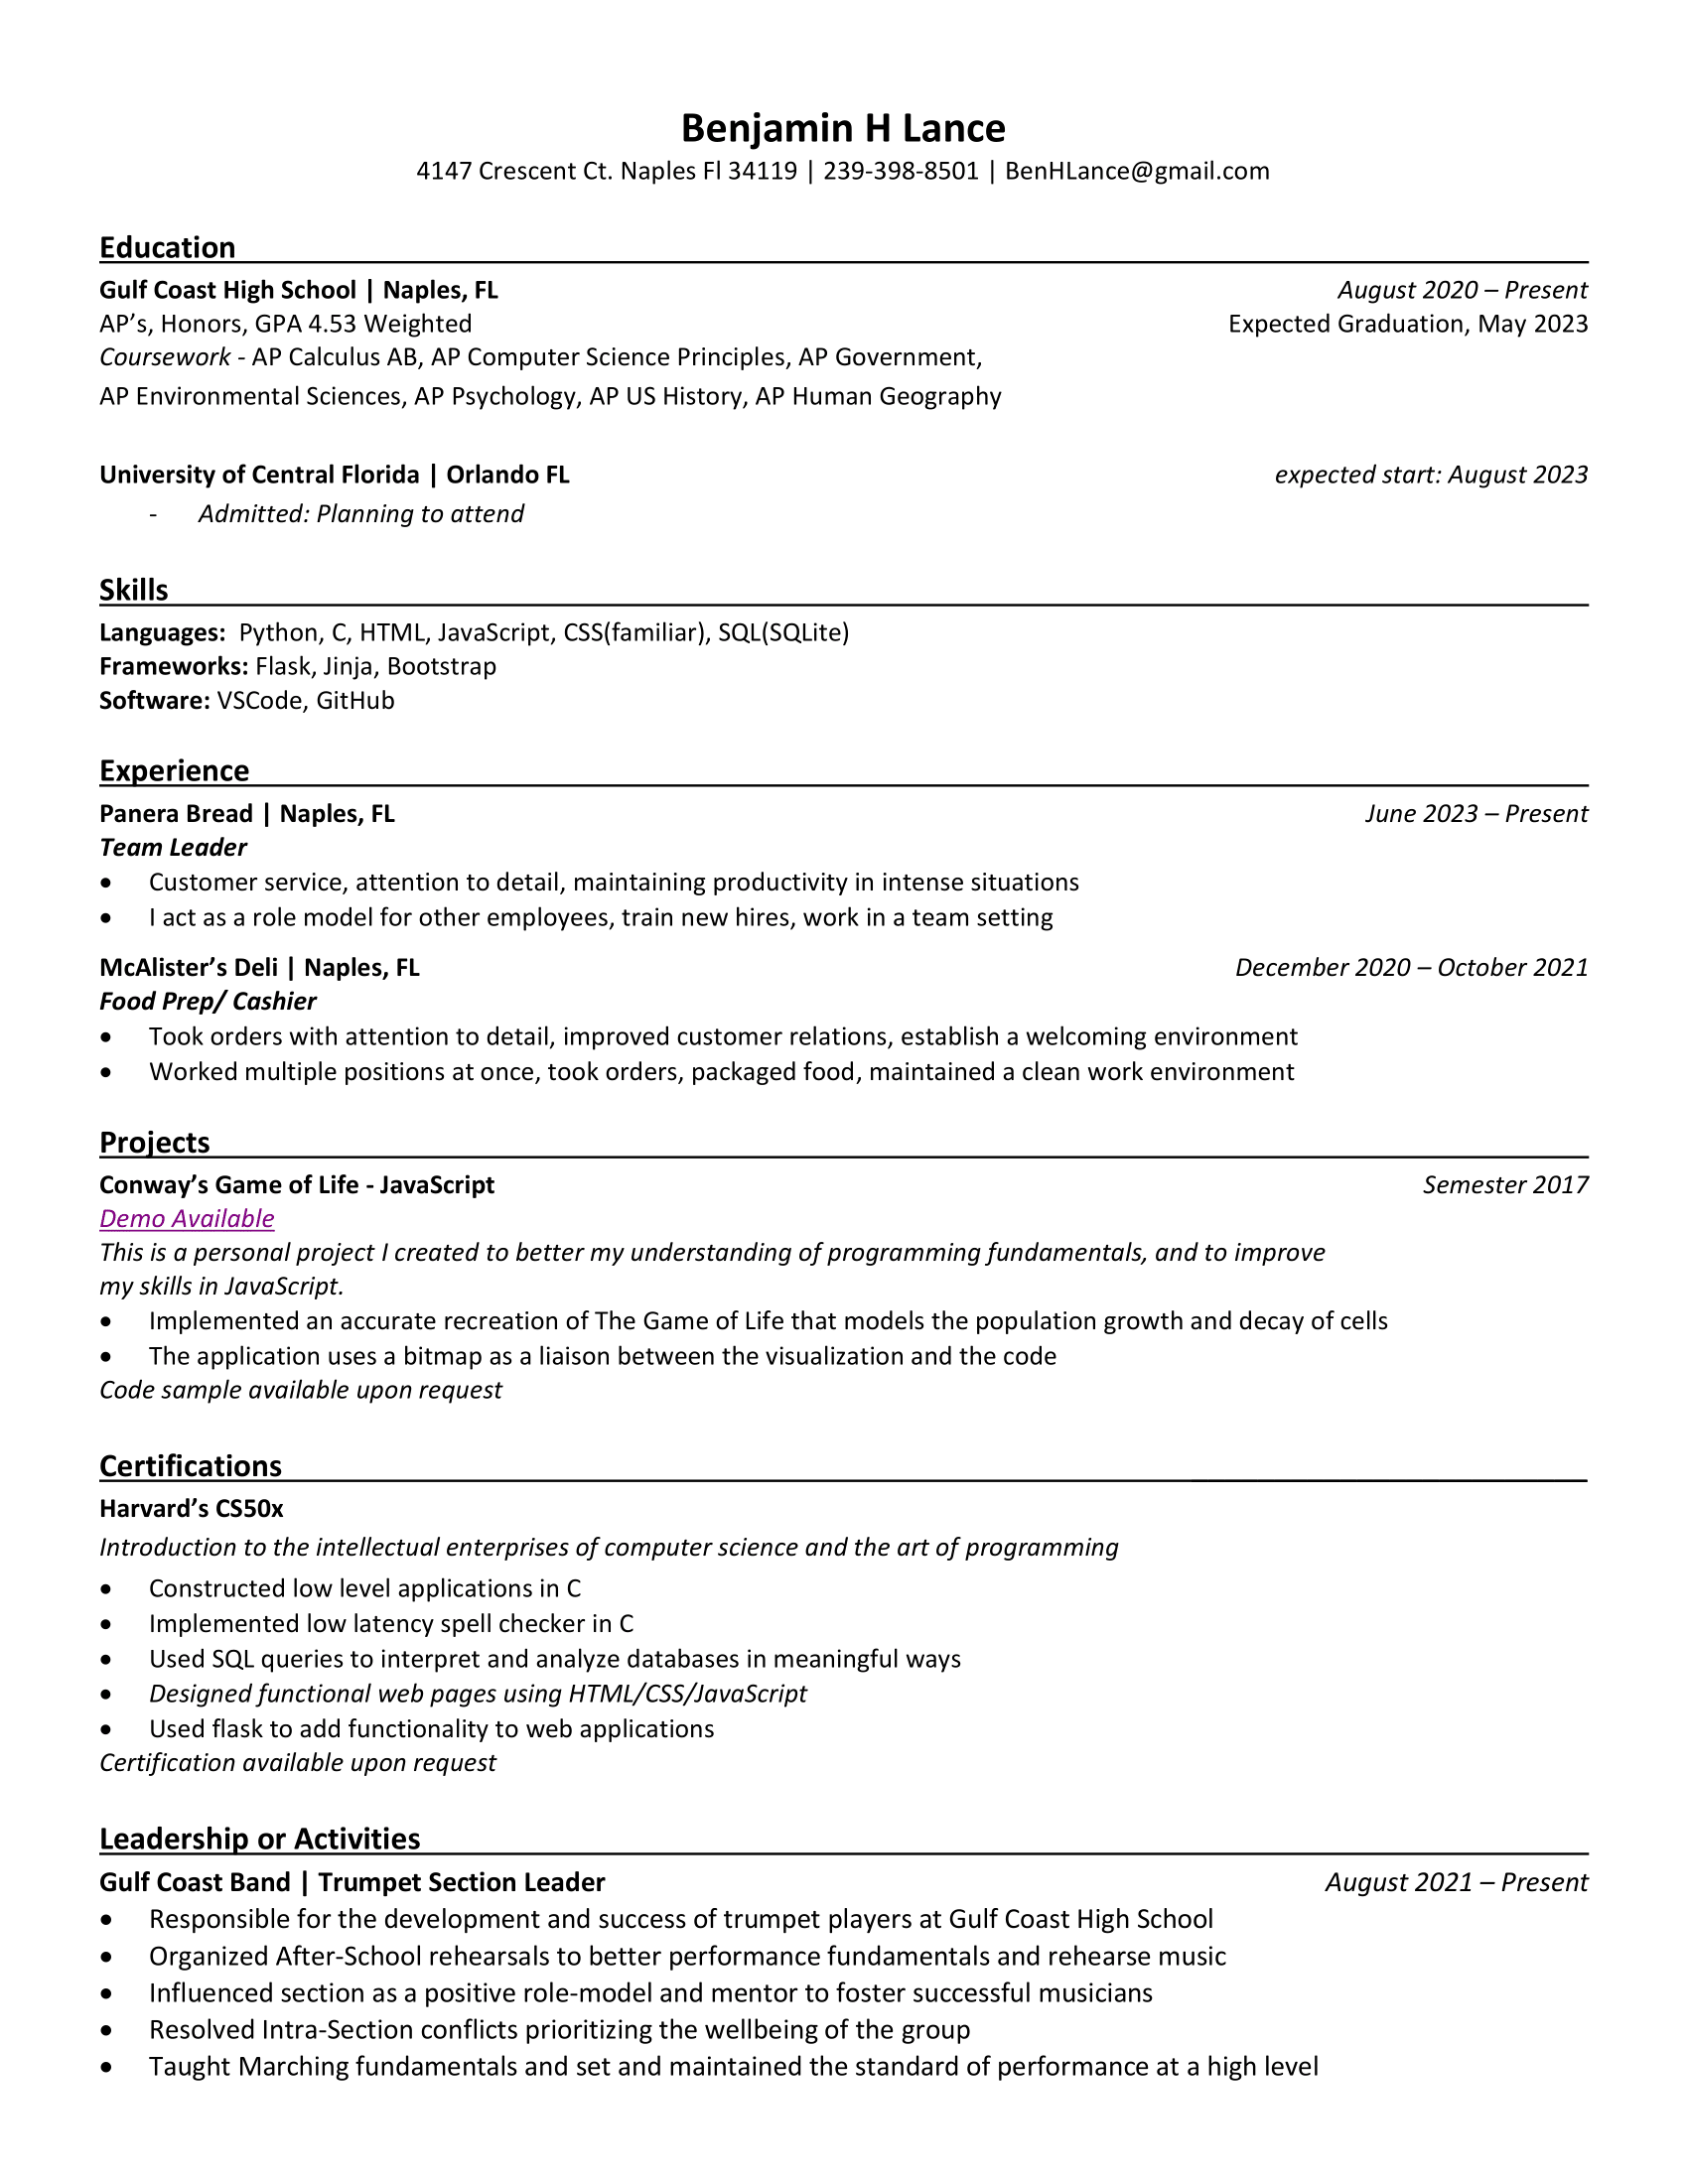 Benjamin H Lance
4147 Crescent Ct. Naples Fl 34119 | 239-398-8501 | BenHLance@gmail.com
Education
Gulf Coast High School | Naples, FL August 2020 – Present
AP’s, Honors, GPA 4.53 Weighted Expected Graduation, May 2023
Coursework - AP Calculus AB, AP Computer Science Principles, AP Government,
AP Environmental Sciences, AP Psychology, AP US History, AP Human Geography
University of Central Florida | Orlando FL expected start: August 2023
- Admitted: Planning to attend
Skills
Languages: Python, C, HTML, JavaScript, CSS(familiar), SQL(SQLite)
Frameworks: Flask, Jinja, Bootstrap
Software: VSCode, GitHub
Experience
Panera Bread | Naples, FL June 2023 – Present
Team Leader
• Customer service, attention to detail, maintaining productivity in intense situations
• I act as a role model for other employees, train new hires, work in a team setting
McAlister’s Deli | Naples, FL December 2020 – October 2021
Food Prep/ Cashier
• Took orders with attention to detail, improved customer relations, establish a welcoming environment
• Worked multiple positions at once, took orders, packaged food, maintained a clean work environment
Projects
Conway’s Game of Life - JavaScript Semester 2017
Demo Available
This is a personal project I created to better my understanding of programming fundamentals, and to improve
my skills in JavaScript.
• Implemented an accurate recreation of The Game of Life that models the population growth and decay of cells
• The application uses a bitmap as a liaison between the visualization and the code
Code sample available upon request
Certifications
Harvard’s CS50x
Introduction to the intellectual enterprises of computer science and the art of programming
• Constructed low level applications in C
• Implemented low latency spell checker in C
• Used SQL queries to interpret and analyze databases in meaningful ways
• Designed functional web pages using HTML/CSS/JavaScript
• Used flask to add functionality to web applications
Certification available upon request
Leadership or Activities
Gulf Coast Band | Trumpet Section Leader August 2021 – Present
• Responsible for the development and success of trumpet players at Gulf Coast High School
• Organized After-School rehearsals to better performance fundamentals and rehearse music
• Influenced section as a positive role-model and mentor to foster successful musicians
• Resolved Intra-Section conflicts prioritizing the wellbeing of the group
• Taught Marching fundamentals and set and maintained the standard of performance at a high level